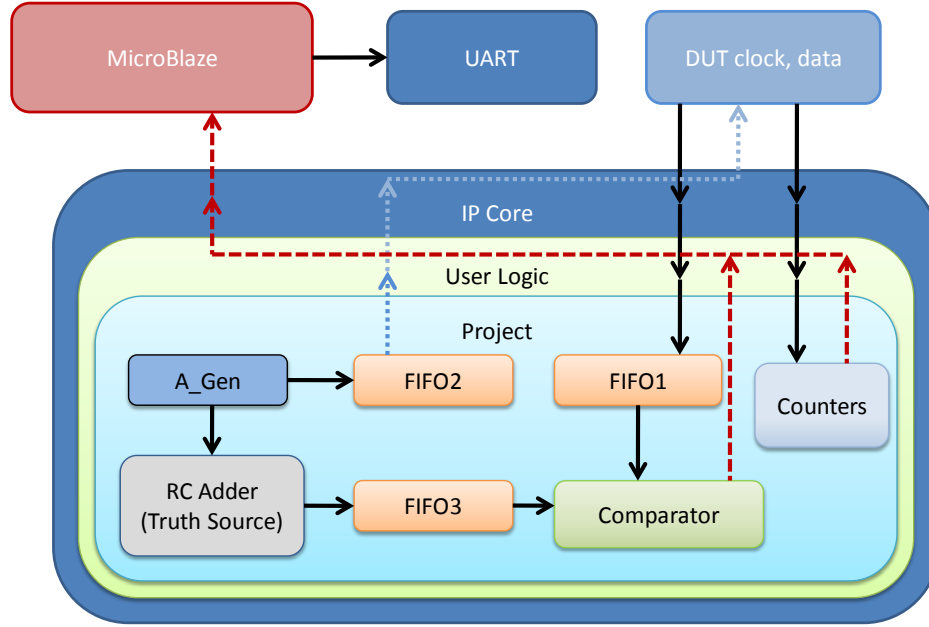 MicroBlaze
UART
DUT clock, data
IP Core
User Logic
Project
A_Gen
FIFO2
FIFO1
Counters
RC Adder
(Truth Source)
FIFO3
Comparator